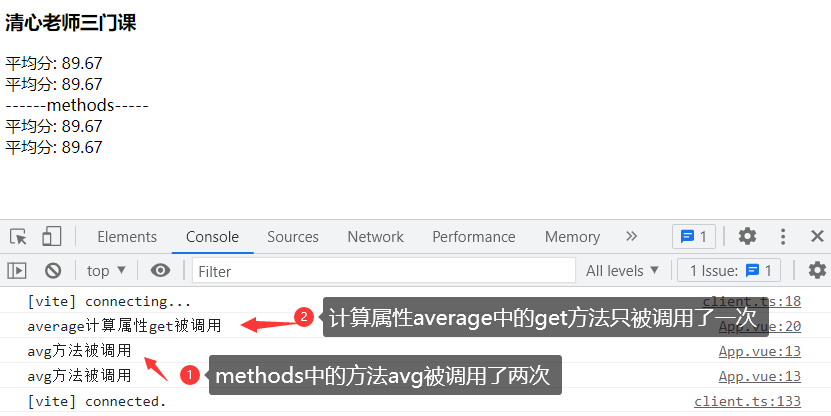 清心老师三门课
平均分: 89.67
平均分: 89.67
------methods-----
平均分: 89.67
平均分: 89.67
Elements Console Sources Network Performance Memory » 1
top ▼ Filter All levels ▼ 1 Issue: 1
[vite] connecting... client.ts:18
average计算属性get被调用 2 计算属性average中的get方法只被调用了一次 App.vue:20
avg方法被调用 App.vue:13
avg方法被调用 1 methods中的方法avg被调用了两次 App.vue:13
[vite] connected. client.ts:133